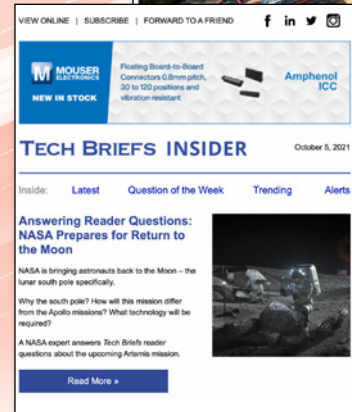 VIEW ONLINE | SUBSCRIBE | FORWARD TO A FRIEND
MOUSER
ELECTRONICS
NEW IN STOCK
Floating Board-to-Board
Connectors 0.8mm pitch,
30 to 120 positions and
vibration resistant
Amphenol
ICC
TECH BRIEFS INSIDER
October 5, 2021
Inside: Latest Question of the Week Trending Alerts
Answering Reader Questions:
NASA Prepares for Return to
the Moon
NASA is bringing astronauts back to the Moon – the
lunar south pole specifically.
Why the south pole? How will this mission differ
from the Apollo missions? What technology will be
required?
A NASA expert answers Tech Briefs reader
questions about the upcoming Artemis mission.
Read More »